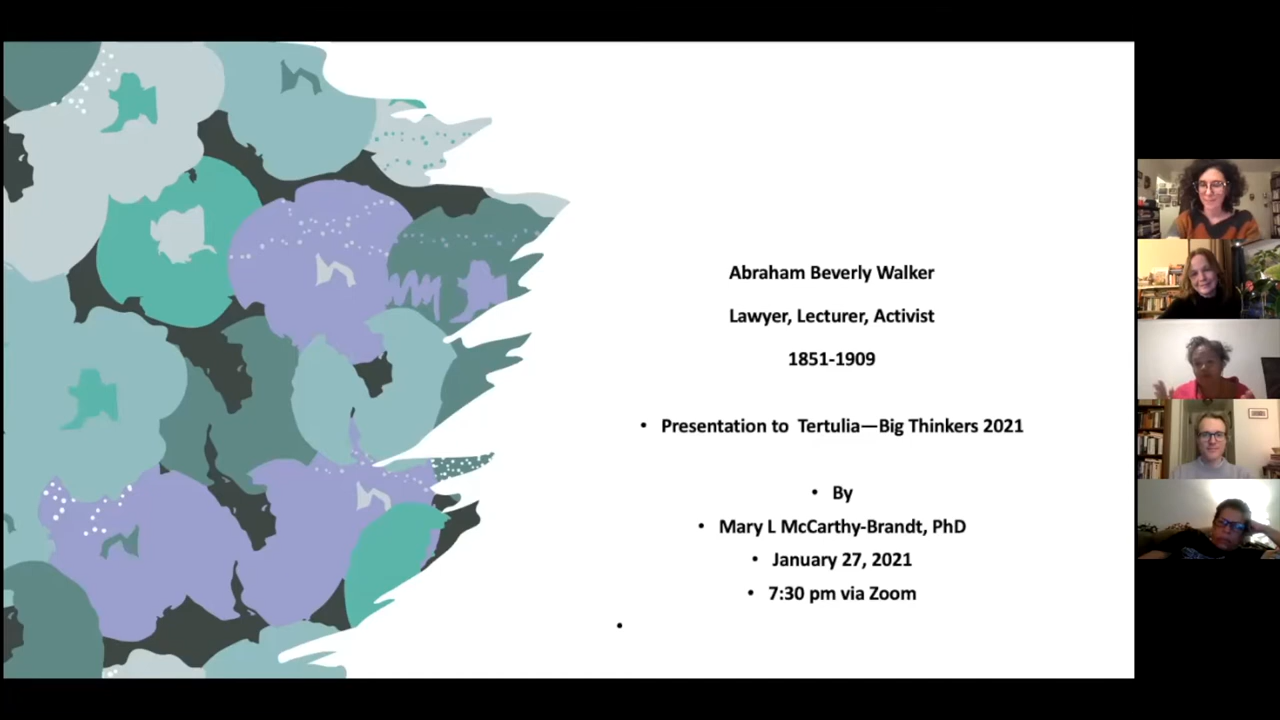 Abraham Beverly Walker
Lawyer, Lecturer, Activist
1851-1909
• Presentation to Tertulia—Big Thinkers 2021
• By
• Mary L McCarthy-Brandt, PhD
• January 27, 2021
• 7:30 pm via Zoom
•